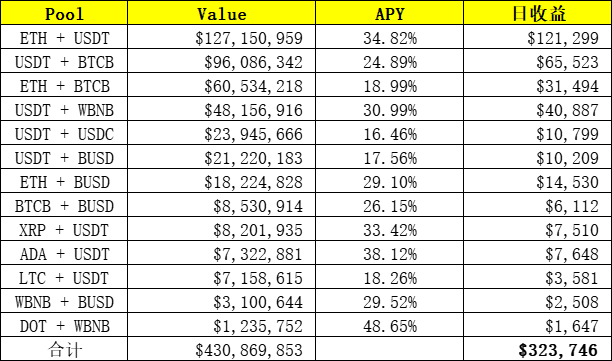 Pool Value APY 日收益
ETH + USDT $127,150,959 34.82% $121,299
USDT + BTCB $96,086,342 24.89% $65,523
ETH + BTCB $60,534,218 18.99% $31,494
USDT + WBNB $48,156,916 30.99% $40,887
USDT + USDC $23,945,666 16.46% $10,799
USDT + BUSD $21,220,183 17.56% $10,209
ETH + BUSD $18,224,828 29.10% $14,530
BTCB + BUSD $8,530,914 26.15% $6,112
XRP + USDT $8,201,935 33.42% $7,510
ADA + USDT $7,322,881 38.12% $7,648
LTC + USDT $7,158,615 18.26% $3,581
WBNB + BUSD $3,100,644 29.52% $2,508
DOT + WBNB $1,235,752 48.65% $1,647
合计 $430,869,853 $323,746